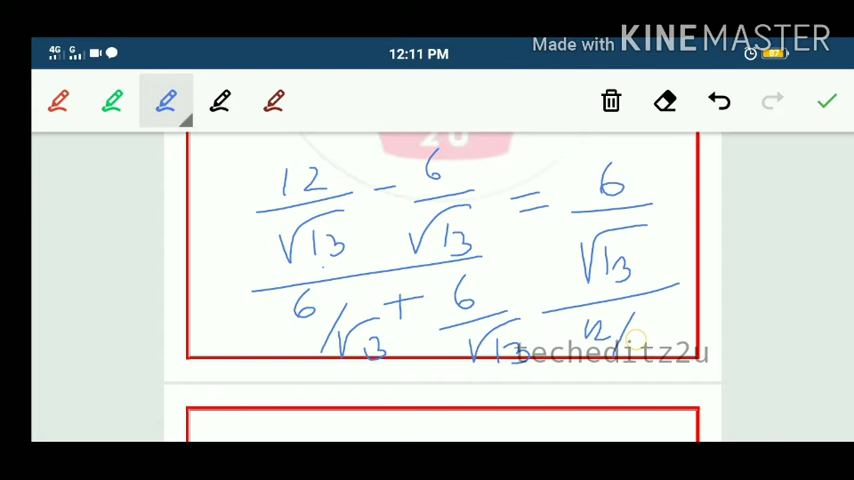 4G G 12:11 PM 87
Made with KINEMASTER
2U
12/√13 - 6/√13 = 6/√13
6/√13 + 6/√13 12/
techeditz2u